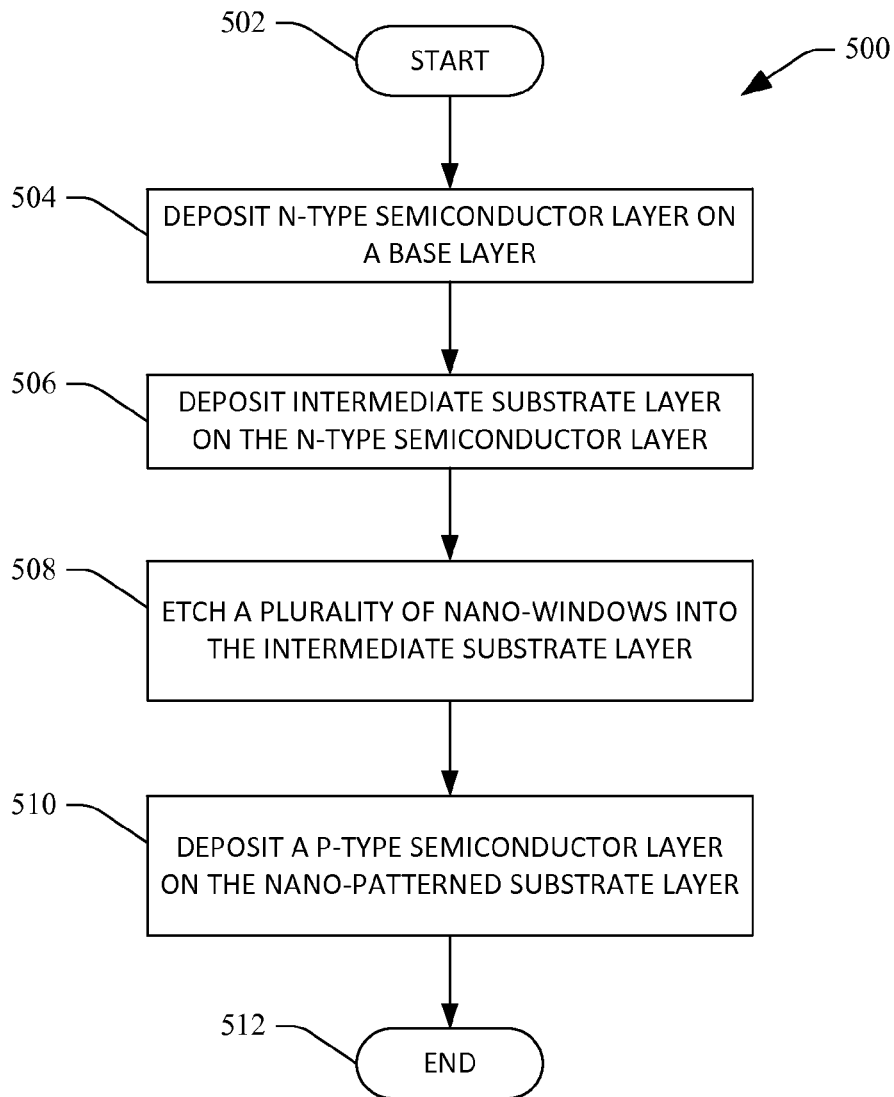 502
START
500
504
DEPOSIT N-TYPE SEMICONDUCTOR LAYER ON
A BASE LAYER
506
DEPOSIT INTERMEDIATE SUBSTRATE LAYER
ON THE N-TYPE SEMICONDUCTOR LAYER
508
ETCH A PLURALITY OF NANO-WINDOWS INTO
THE INTERMEDIATE SUBSTRATE LAYER
510
DEPOSIT A P-TYPE SEMICONDUCTOR LAYER
ON THE NANO-PATTERNED SUBSTRATE LAYER
512
END